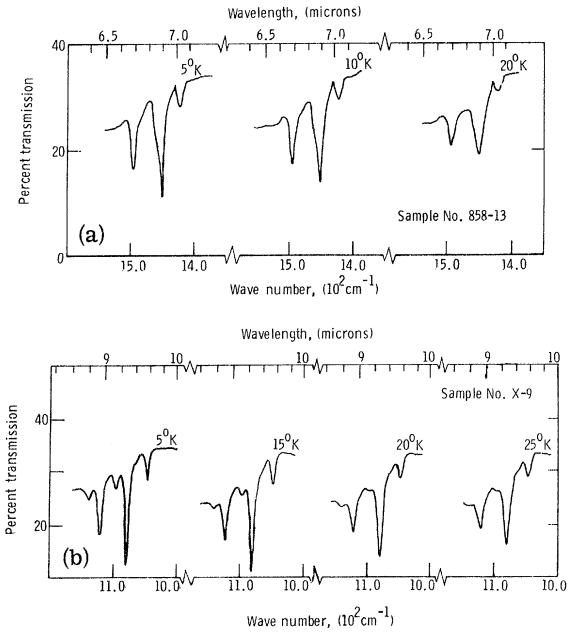 Wavelength, (microns)
6.5 7.0 6.5 7.0 6.5 7.0
40
20
0
Percent transmission
5°K
10°K
20°K
(a)
Sample No. 858-13
15.0 14.0 15.0 14.0 15.0 14.0
Wave number, (10²cm⁻¹)
Wavelength, (microns)
9 10 9 10 9 10 9 10
Sample No. X-9
40
20
Percent transmission
5°K
15°K
20°K
25°K
(b)
11.0 10.0 11.0 10.0 11.0 10.0 11.0 10.0
Wave number, (10²cm⁻¹)